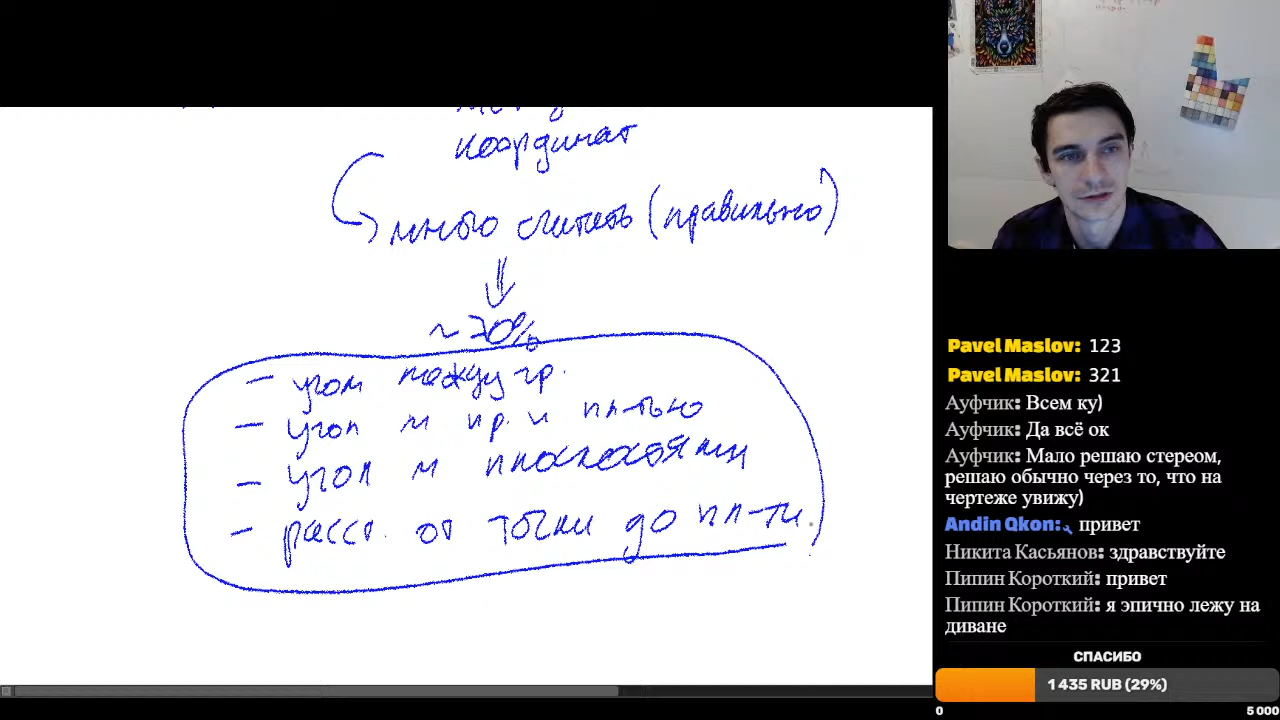 координат
много считать (правильно)
~ 70%
- угол между пр.
- угол м пр. и пл-тью
- угол м плоскостями
- расст. от точки до пл-ти.
Pavel Maslov: 123
Pavel Maslov: 321
Ауфчик: Всем ку)
Ауфчик: Да всё ок
Ауфчик: Мало решаю стереом,
решаю обычно через то, что на
чертеже увижу)
Andin Qkon: привет
Никита Касьянов: здравствуйте
Пипин Короткий: привет
Пипин Короткий: я эпично лежу на
диване
СПАСИБО
1 435 RUB (29%)
0 5 000